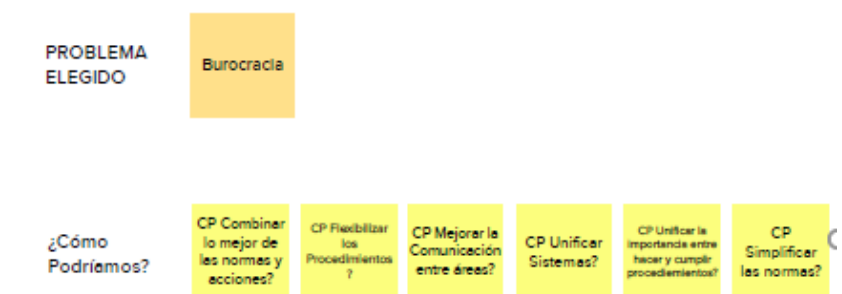 PROBLEMA
ELEGIDO
Burocracia
¿Cómo
Podríamos?
CP Combinar
lo mejor de
las normas y
acciones?
CP Flexibilizar
los
Procedimientos
?
CP Mejorar la
Comunicación
entre áreas?
CP Unificar
Sistemas?
CP Unificar la
importancia entre
hacer y cumplir
procediemientos?
CP
Simplificar
las normas?